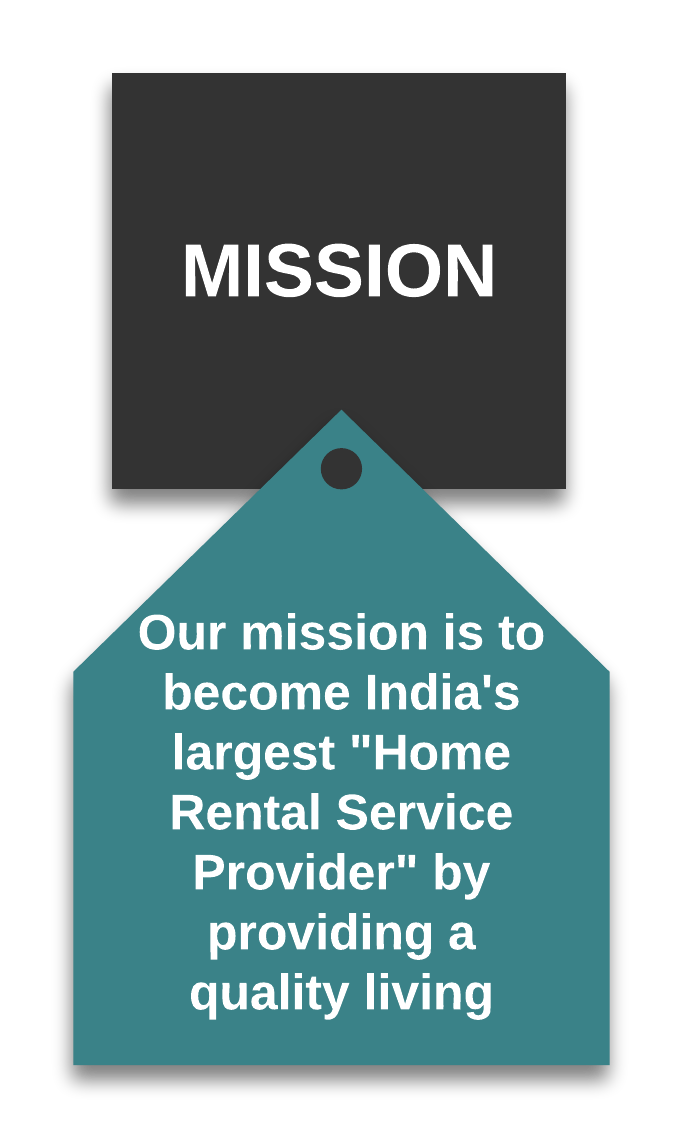 MISSION
Our mission is to
become India's
largest "Home
Rental Service
Provider" by
providing a
quality living